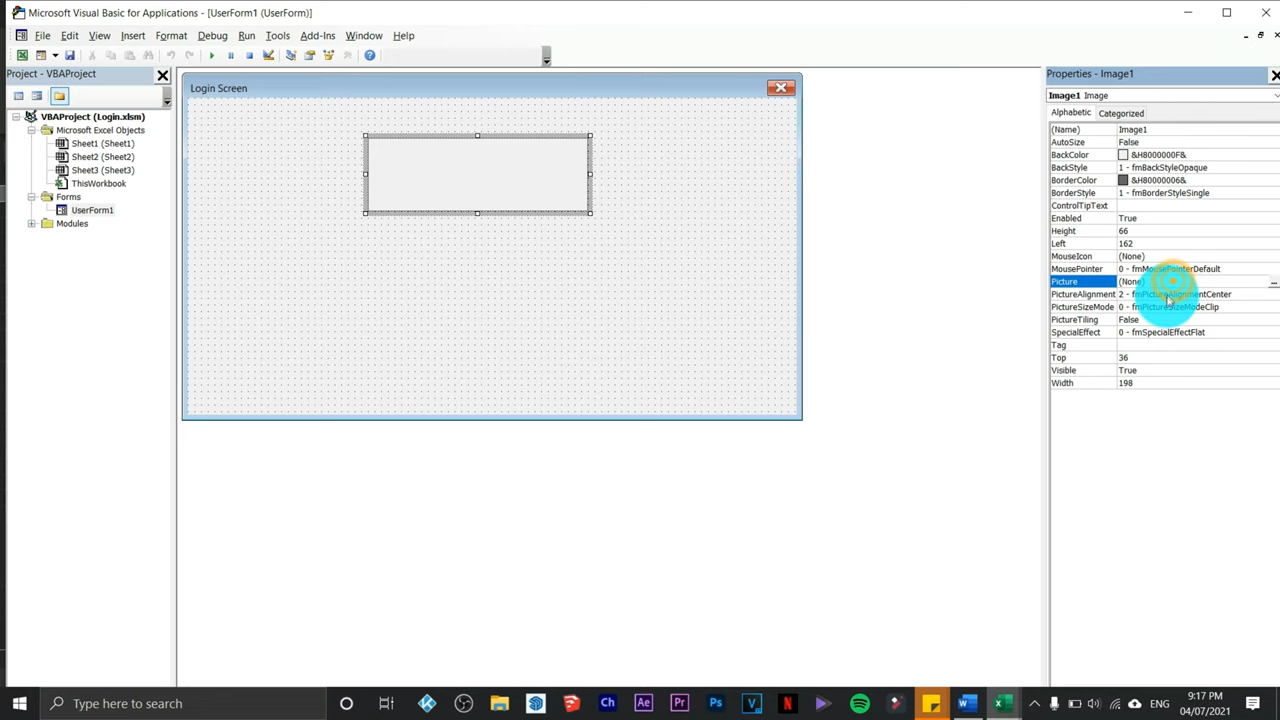 Microsoft Visual Basic for Applications - [UserForm1 (UserForm)]
File Edit View Insert Format Debug Run Tools Add-Ins Window Help
Project - VBAProject
VBAProject (Login.xlsm)
Microsoft Excel Objects
Sheet1 (Sheet1)
Sheet2 (Sheet2)
Sheet3 (Sheet3)
ThisWorkbook
Forms
UserForm1
Modules
Login Screen
Properties - Image1
Image1 Image
Alphabetic Categorized
(Name) Image1
AutoSize False
BackColor &H8000000F&
BackStyle 1 - fmBackStyleOpaque
BorderColor &H80000006&
BorderStyle 1 - fmBorderStyleSingle
ControlTipText
Enabled True
Height 66
Left 162
MouseIcon (None)
MousePointer 0 - fmMousePointerDefault
Picture (None) ...
PictureAlignment 2 - fmPictureAlignmentCenter
PictureSizeMode 0 - fmPictureSizeModeClip
PictureTiling False
SpecialEffect 0 - fmSpecialEffectFlat
Tag
Top 36
Visible True
Width 198
Type here to search
Ch
Ae
Pr
Ps
V
N
ENG
9:17 PM
04/07/2021